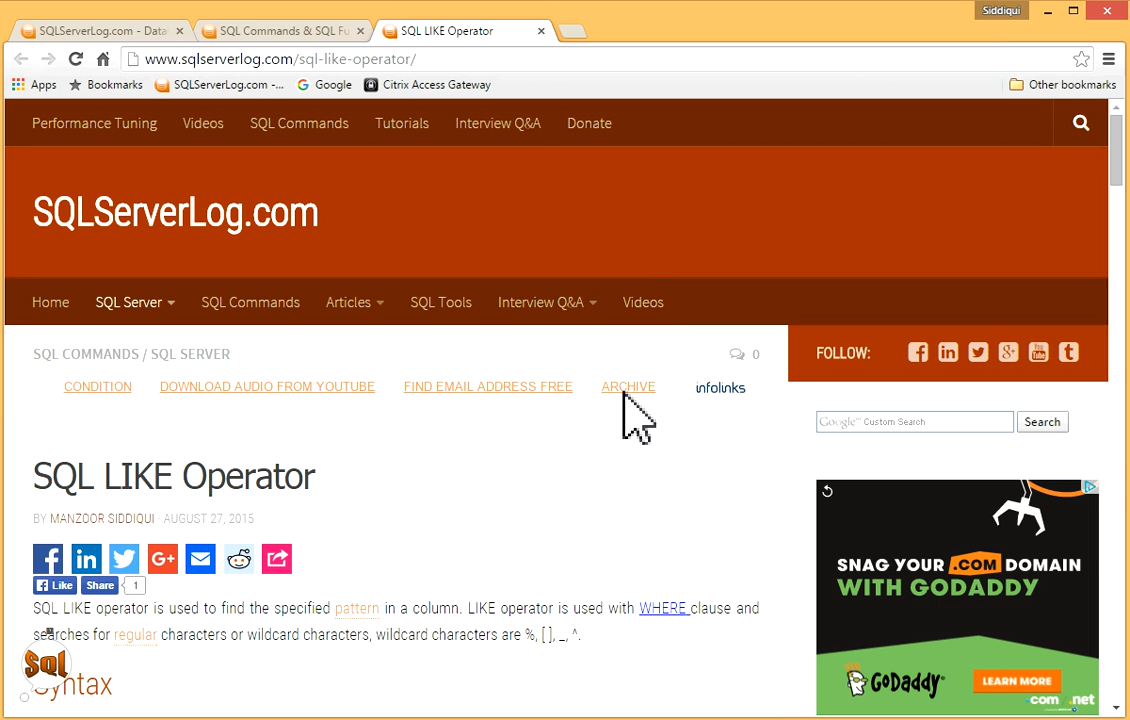 Siddiqui
SQLServerLog.com - Data
SQL Commands & SQL Fu
SQL LIKE Operator
www.sqlserverlog.com/sql-like-operator/
Apps
Bookmarks
SQLServerLog.com -...
Google
Citrix Access Gateway
Other bookmarks
Performance Tuning
Videos
SQL Commands
Tutorials
Interview Q&A
Donate
SQLServerLog.com
Home
SQL Server
SQL Commands
Articles
SQL Tools
Interview Q&A
Videos
SQL COMMANDS / SQL SERVER
0
FOLLOW:
You Tube
CONDITION
DOWNLOAD AUDIO FROM YOUTUBE
FIND EMAIL ADDRESS FREE
ARCHIVE
infolinks
Google™ Custom Search
Search
SQL LIKE Operator
BY MANZOOR SIDDIQUI · AUGUST 27, 2015
Like
Share
1
SQL LIKE operator is used to find the specified pattern in a column. LIKE operator is used with WHERE clause and
searches for regular characters or wildcard characters, wildcard characters are %, [ ], _, ^.
Sql
Syntax
SNAG YOUR .COM DOMAIN
WITH GODADDY
GODADDY
LEARN MORE
.com
.net